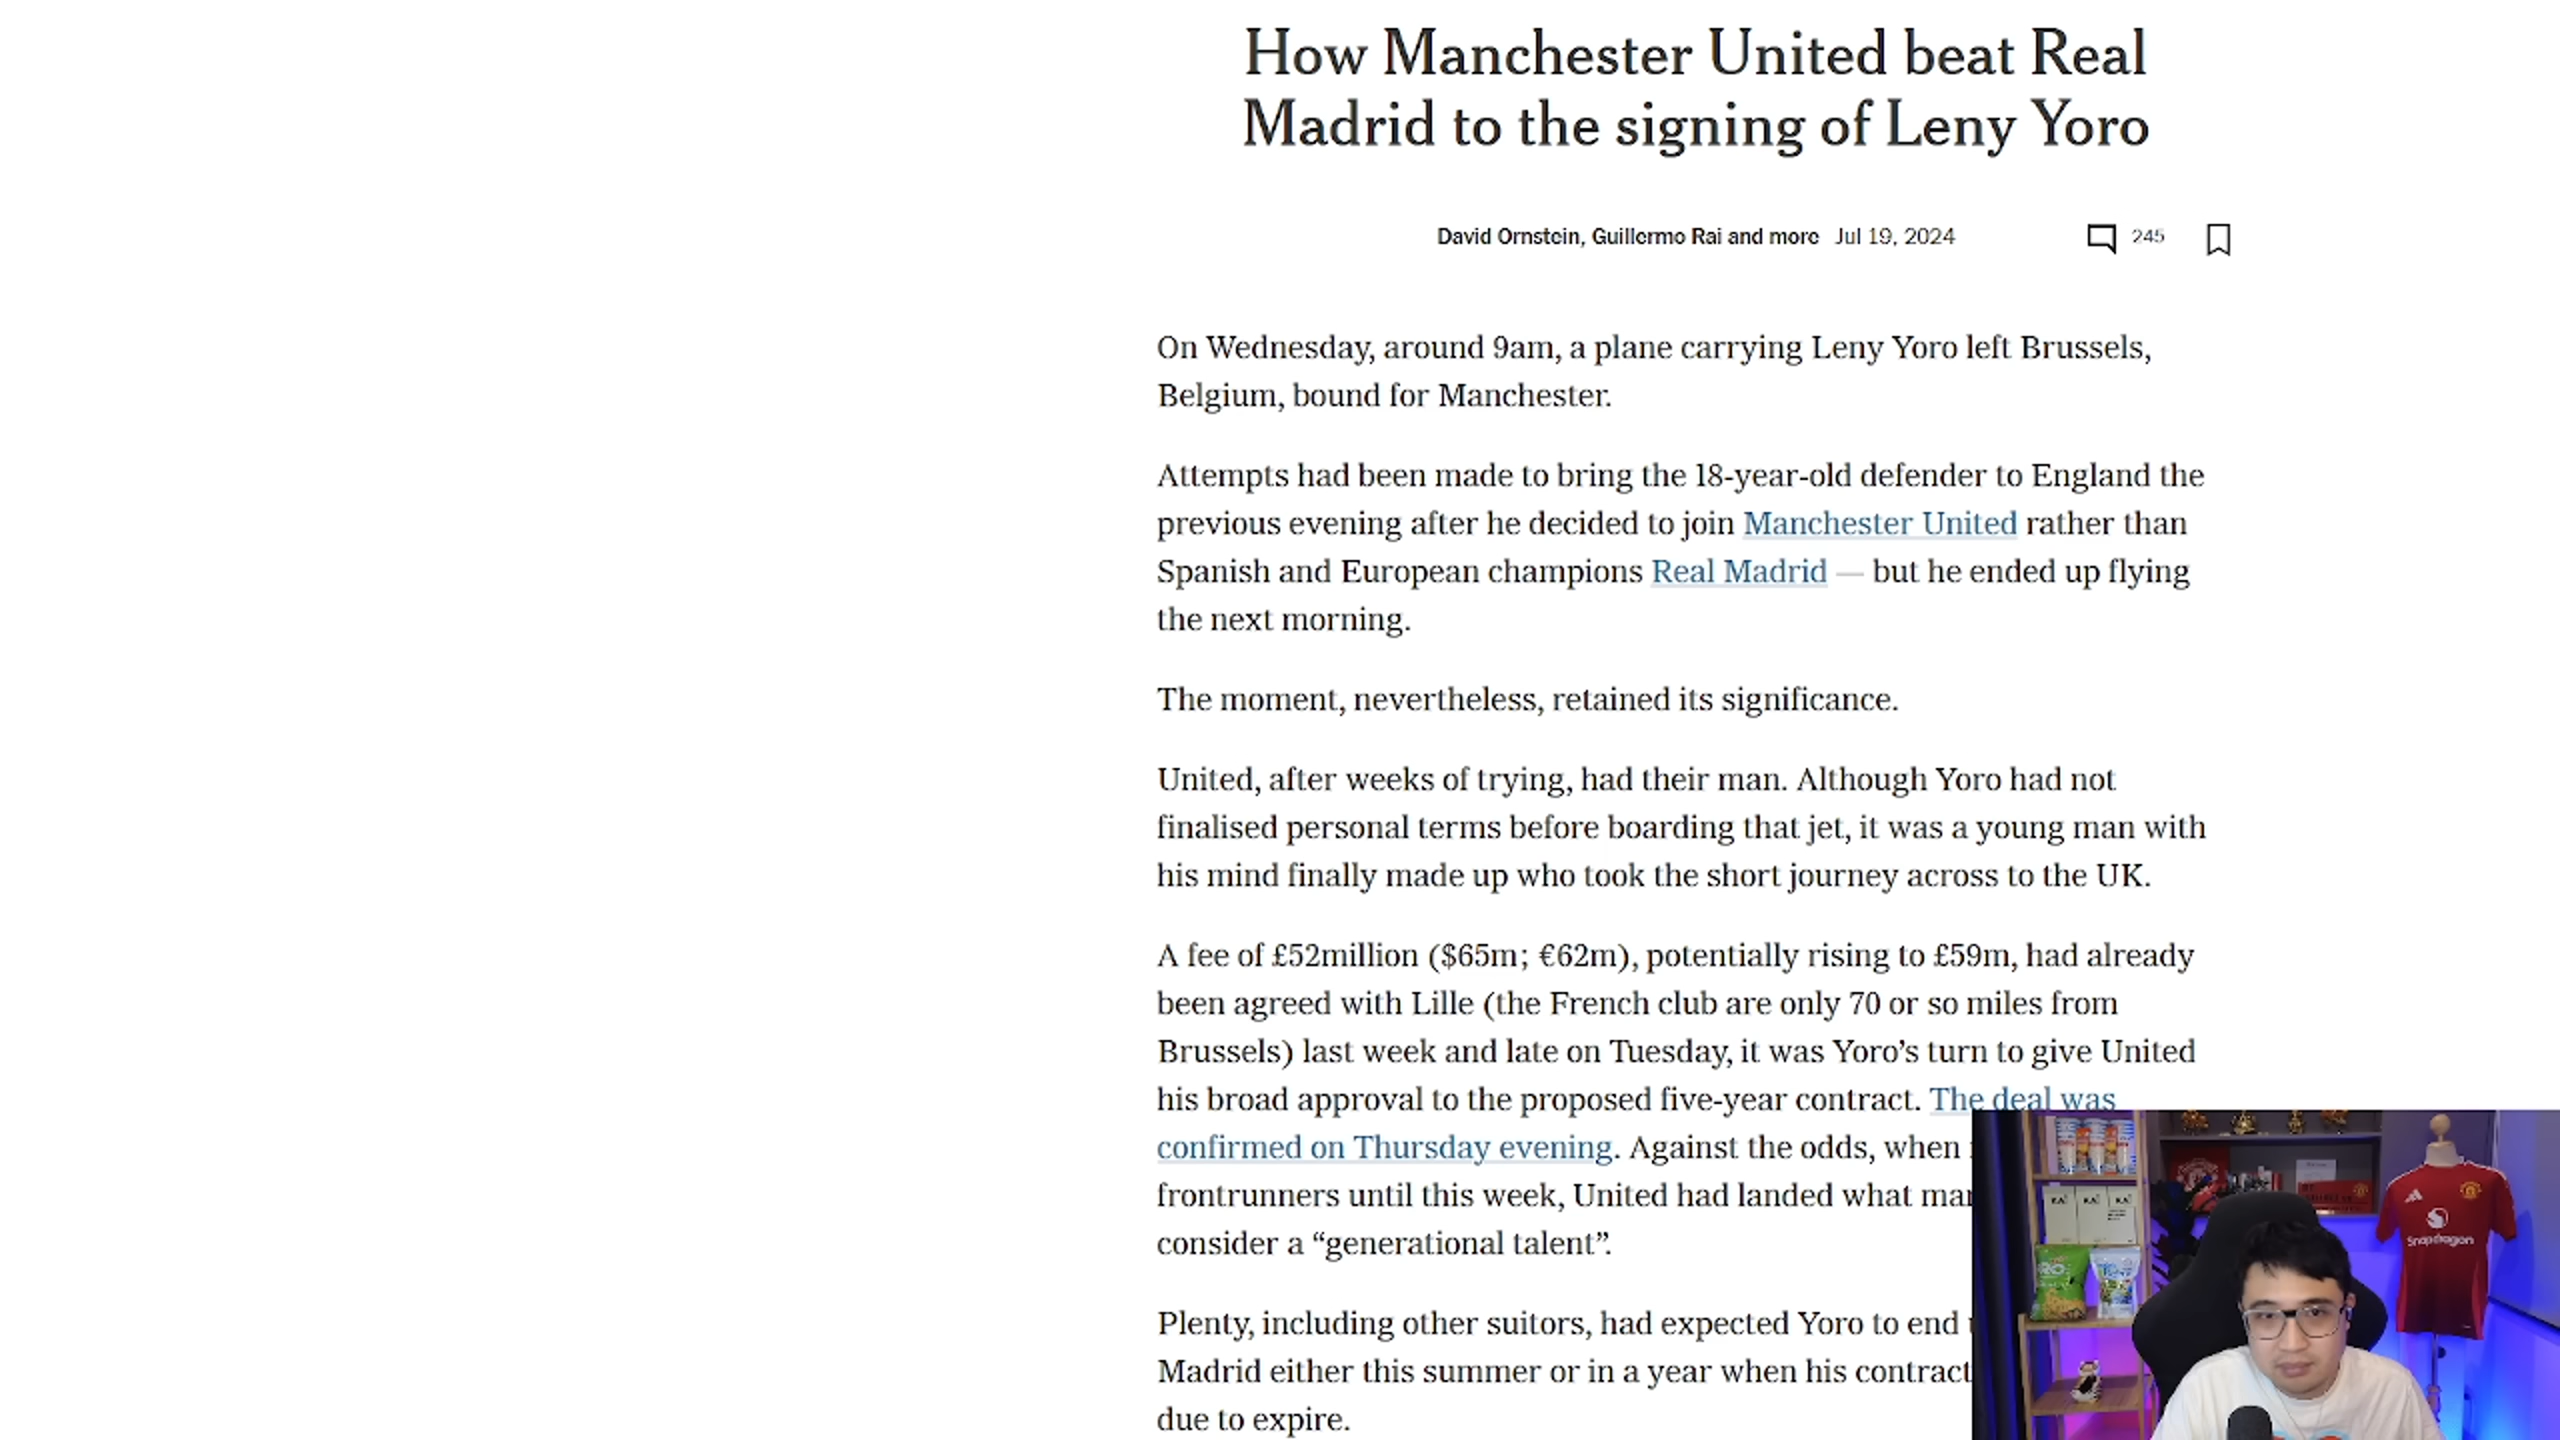 How Manchester United beat Real
Madrid to the signing of Leny Yoro
David Ornstein, Guillermo Rai and more Jul 19, 2024
245
On Wednesday, around 9am, a plane carrying Leny Yoro left Brussels,
Belgium, bound for Manchester.
Attempts had been made to bring the 18-year-old defender to England the
previous evening after he decided to join Manchester United rather than
Spanish and European champions Real Madrid — but he ended up flying
the next morning.
The moment, nevertheless, retained its significance.
United, after weeks of trying, had their man. Although Yoro had not
finalised personal terms before boarding that jet, it was a young man with
his mind finally made up who took the short journey across to the UK.
A fee of £52million ($65m; €62m), potentially rising to £59m, had already
been agreed with Lille (the French club are only 70 or so miles from
Brussels) last week and late on Tuesday, it was Yoro’s turn to give United
his broad approval to the proposed five-year contract. The deal was
confirmed on Thursday evening. Against the odds, when
frontrunners until this week, United had landed what
consider a “generational talent”.
Plenty, including other suitors, had expected Yoro to end
Madrid either this summer or in a year when his contract
due to expire.
Snapdragon